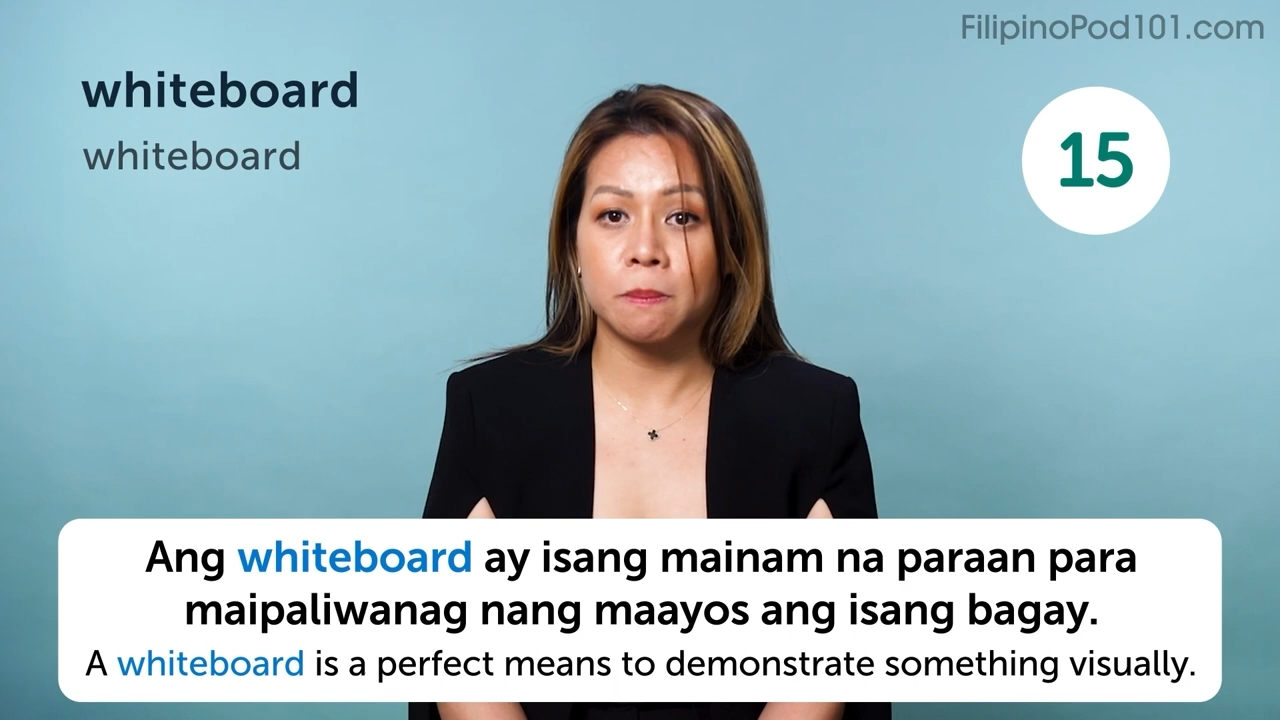 FilipinoPod101.com
whiteboard
whiteboard
15
Ang whiteboard ay isang mainam na paraan para
maipaliwanag nang maayos ang isang bagay.
A whiteboard is a perfect means to demonstrate something visually.